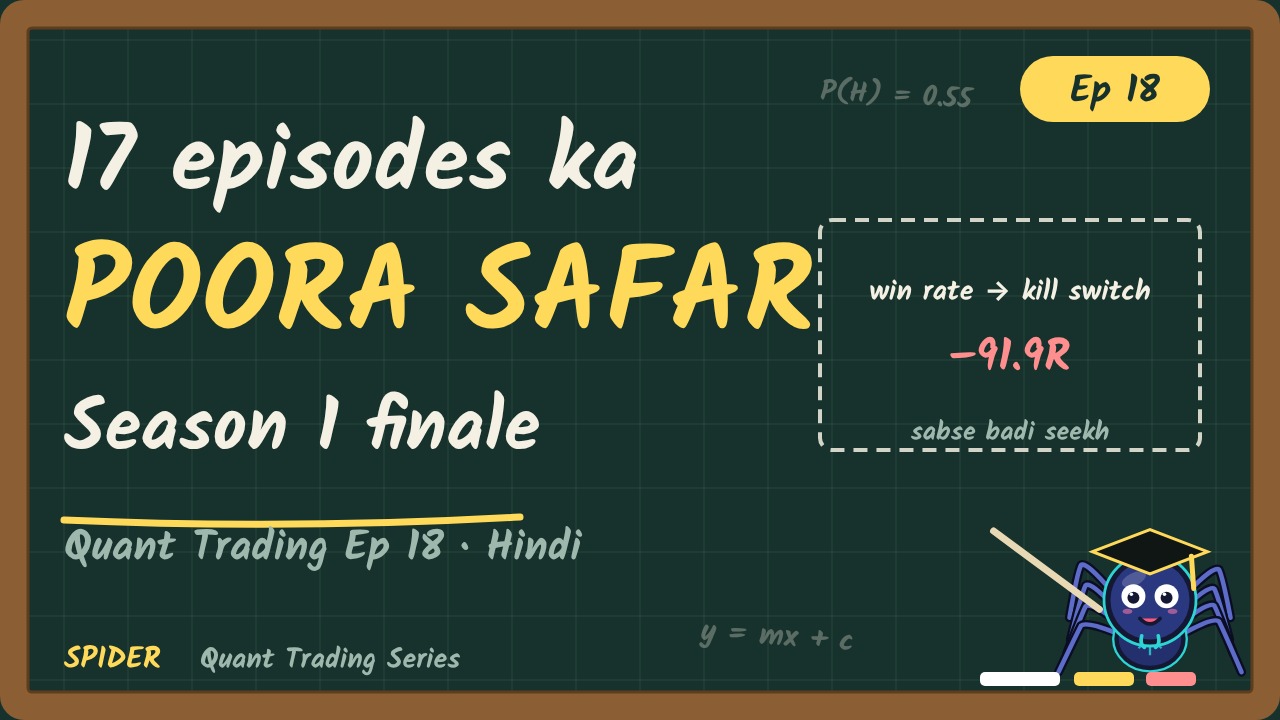 P(H) = 0.55
Ep 18
17 episodes ka
POORA SAFAR
Season 1 finale
win rate → kill switch
−91.9R
sabse badi seekh
Quant Trading Ep 18 · Hindi
y = mx + c
SPIDER Quant Trading Series